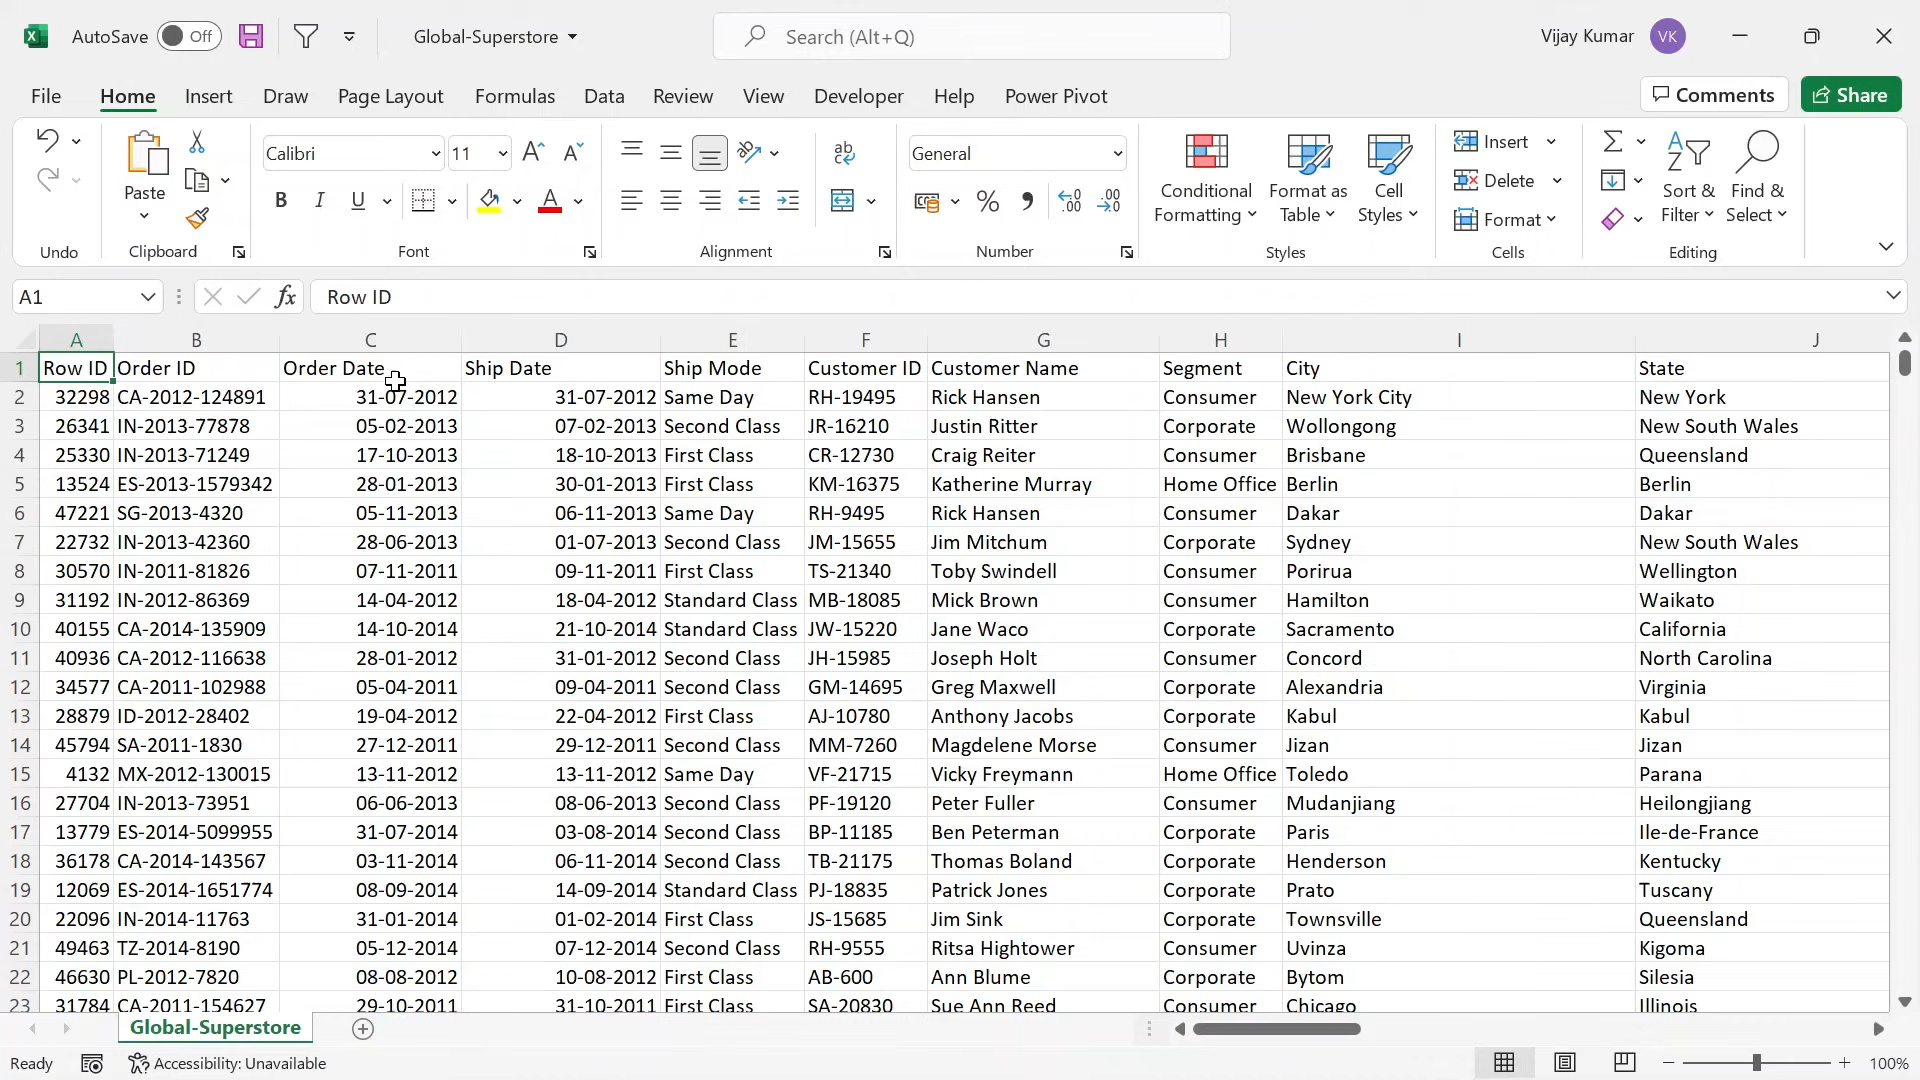 AutoSave Off Global-Superstore Search (Alt+Q) Vijay Kumar VK
File Home Insert Draw Page Layout Formulas Data Review View Developer Help Power Pivot Comments Share
Calibri 11 General Insert
Paste Conditional Formatting Format as Table Cell Styles Delete Sort & Filter Find & Select
B I U Format
Undo Clipboard Font Alignment Number Styles Cells Editing
A1 fx Row ID
A B C D E F G H I J
1 Row ID Order ID Order Date Ship Date Ship Mode Customer ID Customer Name Segment City State
2 32298 CA-2012-124891 31-07-2012 31-07-2012 Same Day RH-19495 Rick Hansen Consumer New York City New York
3 26341 IN-2013-77878 05-02-2013 07-02-2013 Second Class JR-16210 Justin Ritter Corporate Wollongong New South Wales
4 25330 IN-2013-71249 17-10-2013 18-10-2013 First Class CR-12730 Craig Reiter Consumer Brisbane Queensland
5 13524 ES-2013-1579342 28-01-2013 30-01-2013 First Class KM-16375 Katherine Murray Home Office Berlin Berlin
6 47221 SG-2013-4320 05-11-2013 06-11-2013 Same Day RH-9495 Rick Hansen Consumer Dakar Dakar
7 22732 IN-2013-42360 28-06-2013 01-07-2013 Second Class JM-15655 Jim Mitchum Corporate Sydney New South Wales
8 30570 IN-2011-81826 07-11-2011 09-11-2011 First Class TS-21340 Toby Swindell Consumer Porirua Wellington
9 31192 IN-2012-86369 14-04-2012 18-04-2012 Standard Class MB-18085 Mick Brown Consumer Hamilton Waikato
10 40155 CA-2014-135909 14-10-2014 21-10-2014 Standard Class JW-15220 Jane Waco Corporate Sacramento California
11 40936 CA-2012-116638 28-01-2012 31-01-2012 Second Class JH-15985 Joseph Holt Consumer Concord North Carolina
12 34577 CA-2011-102988 05-04-2011 09-04-2011 Second Class GM-14695 Greg Maxwell Corporate Alexandria Virginia
13 28879 ID-2012-28402 19-04-2012 22-04-2012 First Class AJ-10780 Anthony Jacobs Corporate Kabul Kabul
14 45794 SA-2011-1830 27-12-2011 29-12-2011 Second Class MM-7260 Magdelene Morse Consumer Jizan Jizan
15 4132 MX-2012-130015 13-11-2012 13-11-2012 Same Day VF-21715 Vicky Freymann Home Office Toledo Parana
16 27704 IN-2013-73951 06-06-2013 08-06-2013 Second Class PF-19120 Peter Fuller Consumer Mudanjiang Heilongjiang
17 13779 ES-2014-5099955 31-07-2014 03-08-2014 Second Class BP-11185 Ben Peterman Corporate Paris Ile-de-France
18 36178 CA-2014-143567 03-11-2014 06-11-2014 Second Class TB-21175 Thomas Boland Corporate Henderson Kentucky
19 12069 ES-2014-1651774 08-09-2014 14-09-2014 Standard Class PJ-18835 Patrick Jones Corporate Prato Tuscany
20 22096 IN-2014-11763 31-01-2014 01-02-2014 First Class JS-15685 Jim Sink Corporate Townsville Queensland
21 49463 TZ-2014-8190 05-12-2014 07-12-2014 Second Class RH-9555 Ritsa Hightower Consumer Uvinza Kigoma
22 46630 PL-2012-7820 08-08-2012 10-08-2012 First Class AB-600 Ann Blume Corporate Bytom Silesia
23 31784 CA-2011-154627 29-10-2011 31-10-2011 First Class SA-20830 Sue Ann Reed Consumer Chicago Illinois
Global-Superstore
Ready Accessibility: Unavailable 100%